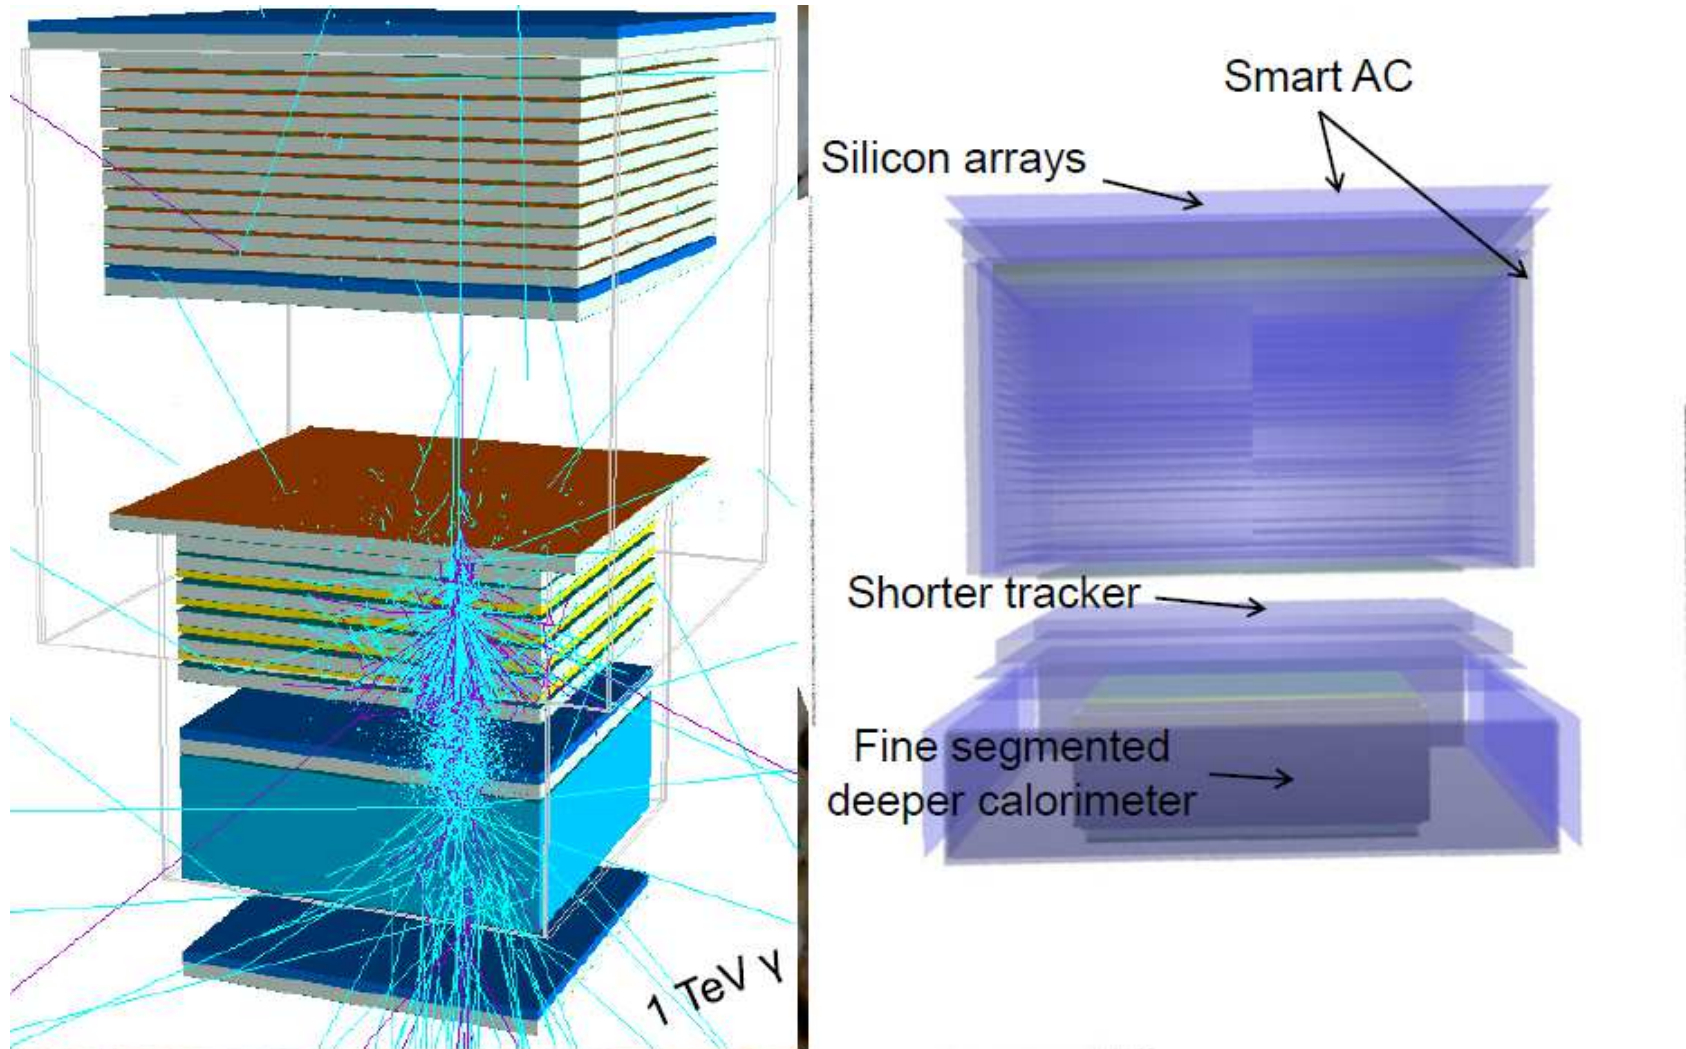 1 TeV γ
Smart AC
Silicon arrays
Shorter tracker
Fine segmented
deeper calorimeter